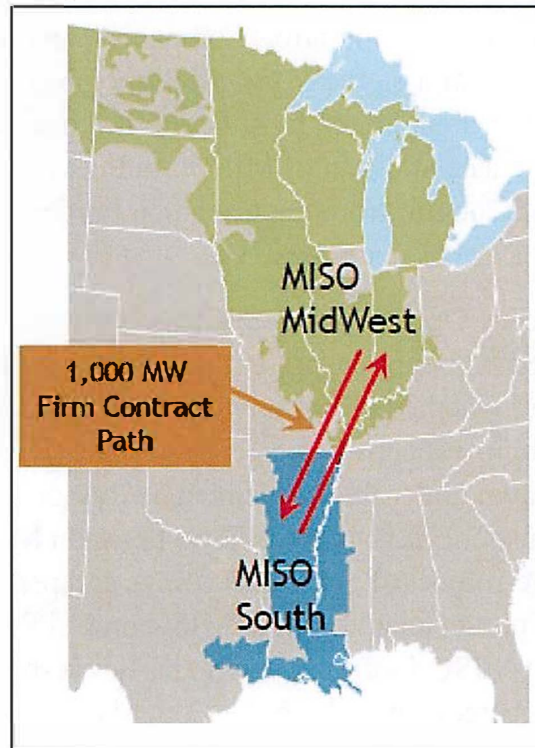 MISO
MidWest
1,000 MW
Firm Contract
Path
MISO
South